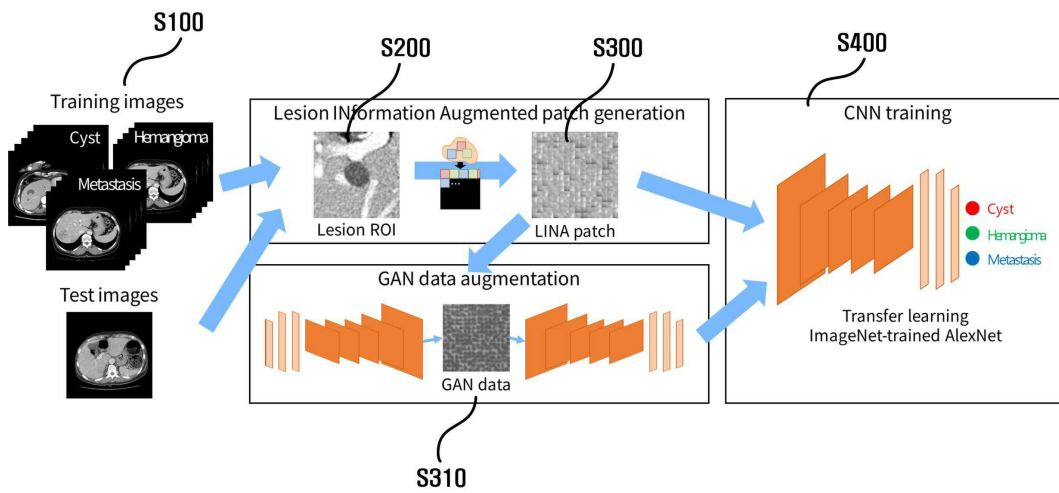 S100
S200
S300
S400
Training images
Cyst
Hemangioma
Metastasis
Test images
Lesion INformation Augmented patch generation
...
Lesion ROI
LINA patch
GAN data augmentation
GAN data
S310
CNN training
Cyst
Hemangioma
Metastasis
Transfer learning
ImageNet-trained AlexNet